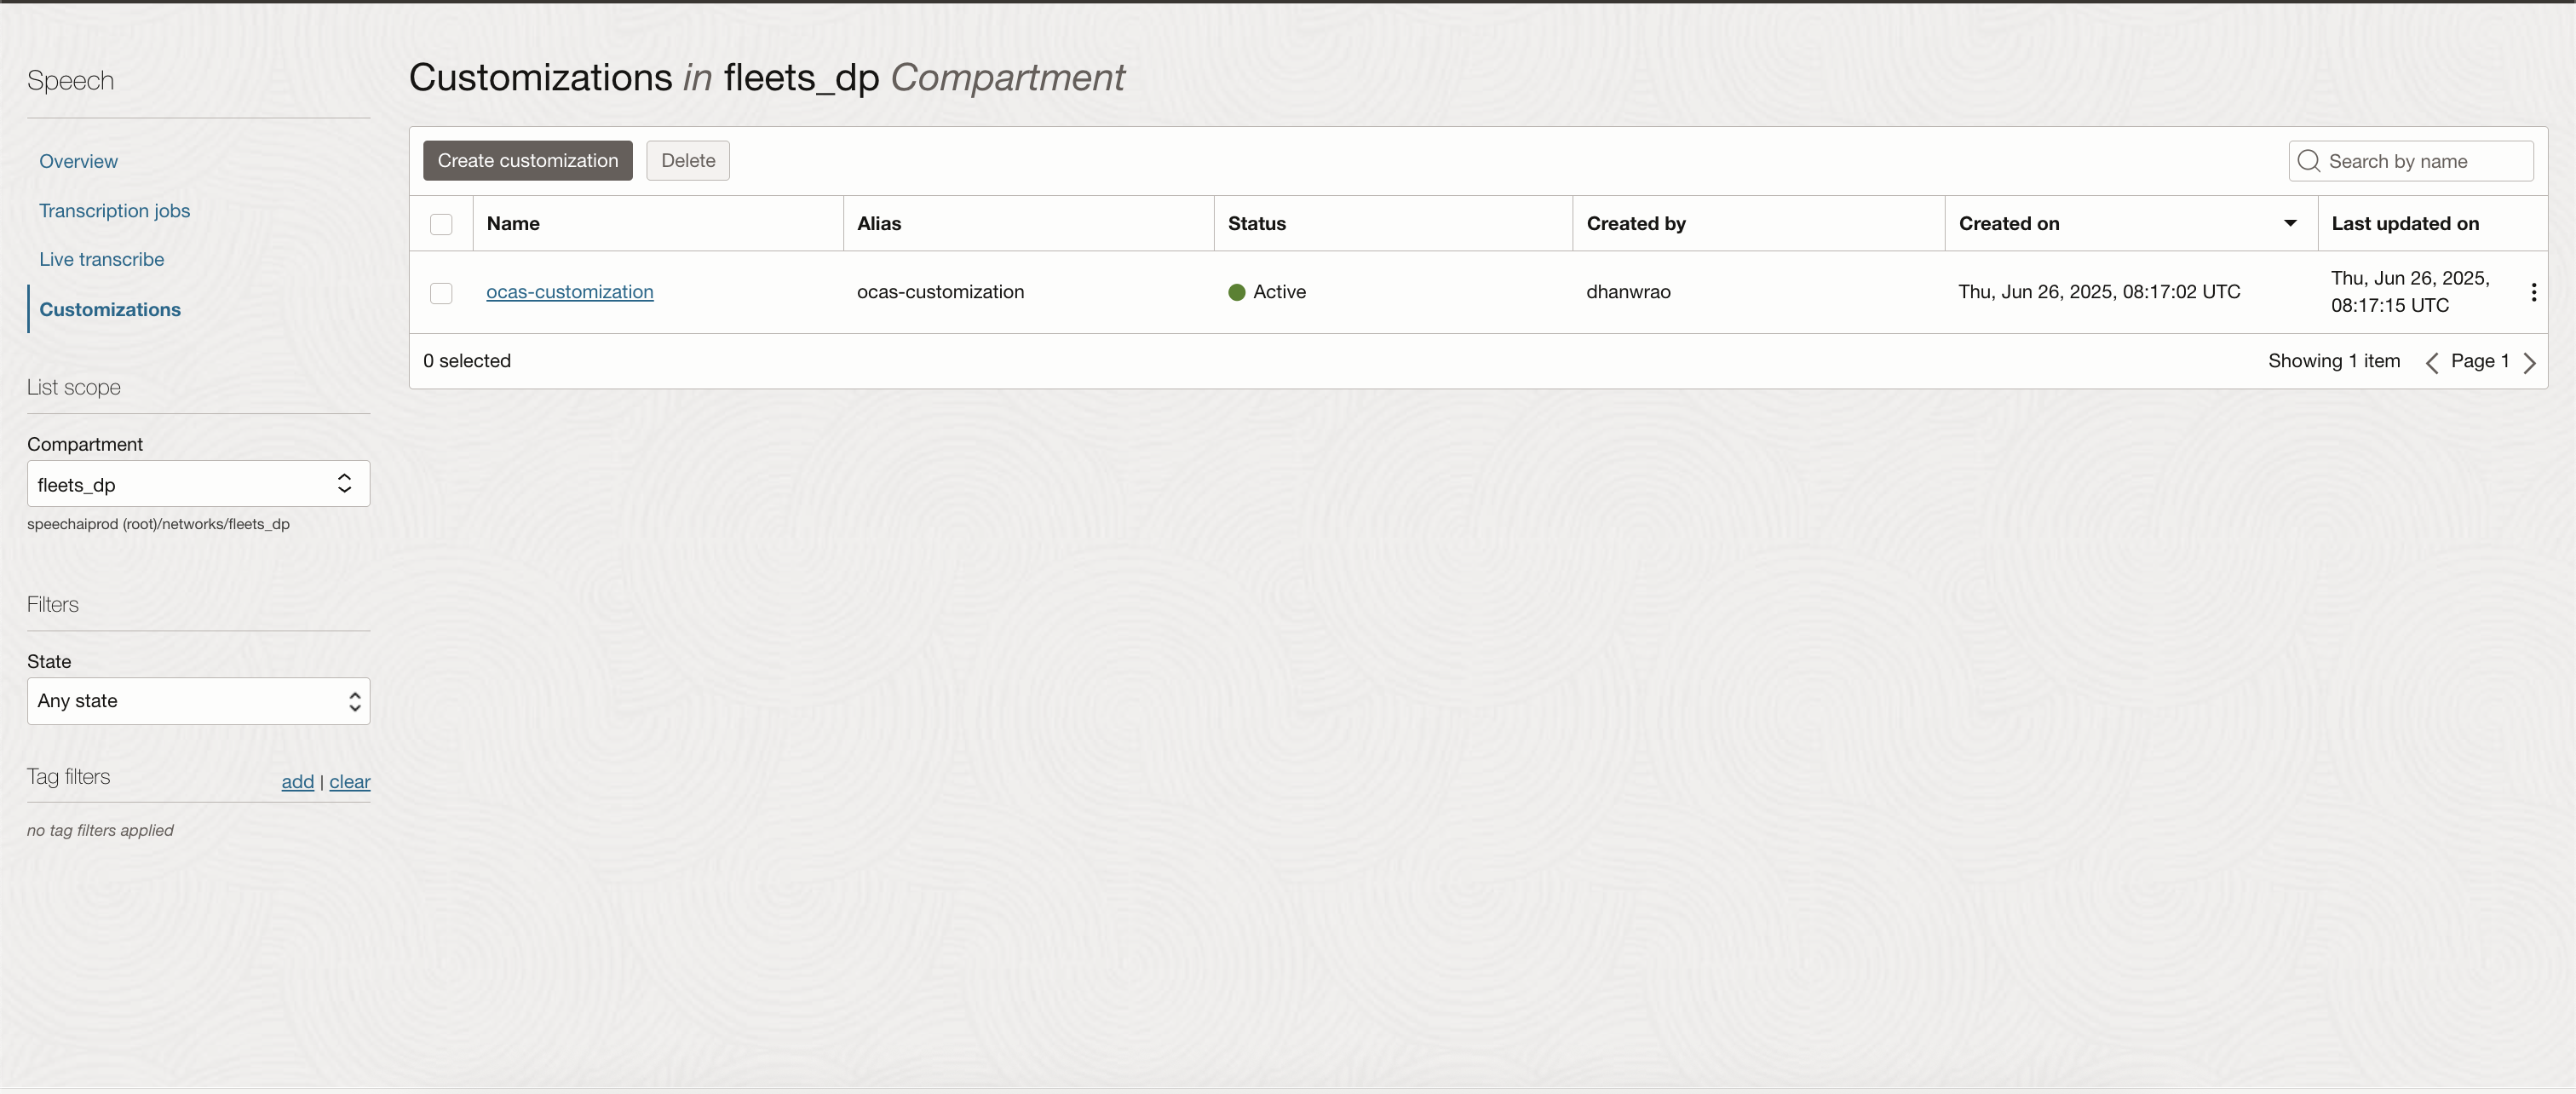 Speech
Overview
Transcription jobs
Live transcribe
Customizations
List scope
Compartment
fleets_dp
speechaiprod (root)/networks/fleets_dp
Filters
State
Any state
Tag filters
add | clear
no tag filters applied
Customizations in fleets_dp Compartment
Create customization Delete Search by name
Name Alias Status Created by Created on Last updated on
ocas-customization ocas-customization Active dhanwrao Thu, Jun 26, 2025, 08:17:02 UTC Thu, Jun 26, 2025,
08:17:15 UTC
0 selected Showing 1 item Page 1